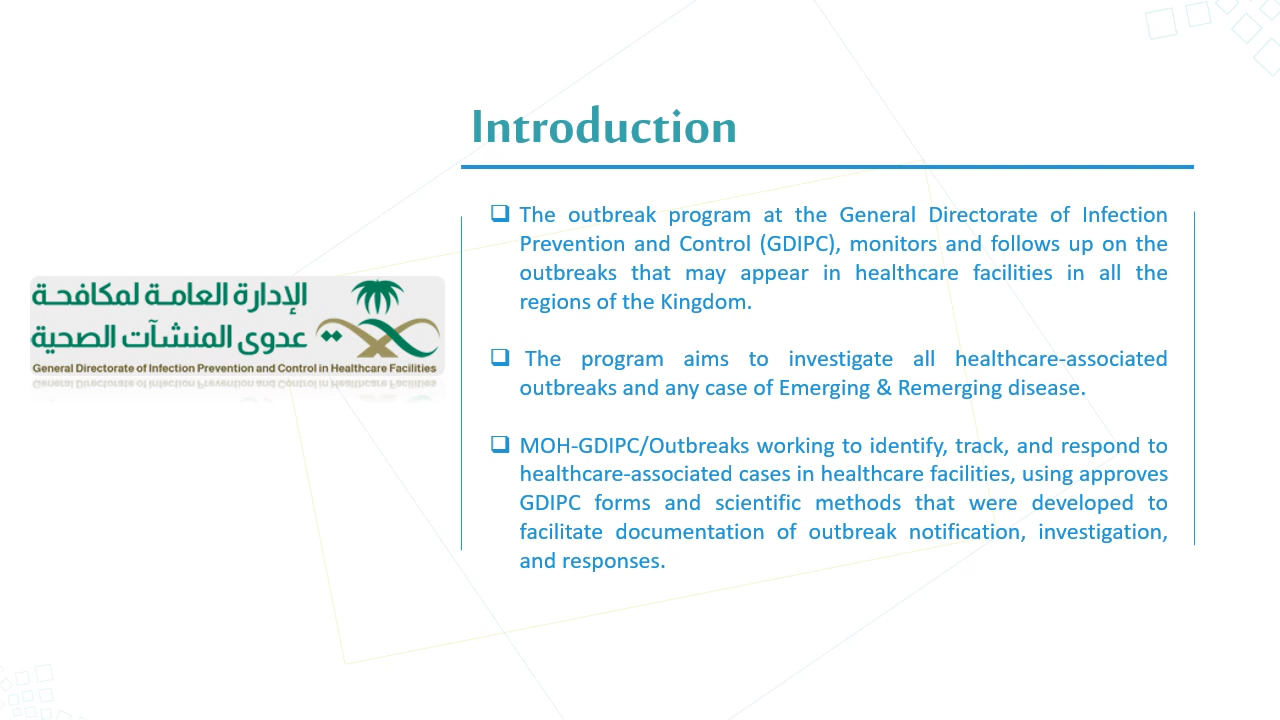 Introduction
الإدارة العامة لمكافحة
عدوى المنشآت الصحية
General Directorate of Infection Prevention and Control in Healthcare Facilities
❑ The outbreak program at the General Directorate of Infection
Prevention and Control (GDIPC), monitors and follows up on the
outbreaks that may appear in healthcare facilities in all the
regions of the Kingdom.
❑ The program aims to investigate all healthcare-associated
outbreaks and any case of Emerging & Remerging disease.
❑ MOH-GDIPC/Outbreaks working to identify, track, and respond to
healthcare-associated cases in healthcare facilities, using approves
GDIPC forms and scientific methods that were developed to
facilitate documentation of outbreak notification, investigation,
and responses.